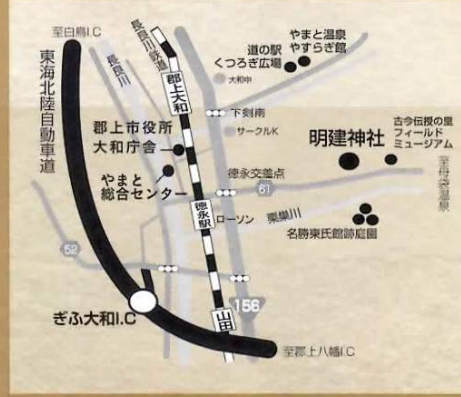 至白鳥I.C
東海北陸自動車道
長良川
長良川鉄道
郡上大和
道の駅
くつろぎ広場
やまと温泉
やすらぎ館
大和中
下剣南
サークルK
郡上市役所
大和庁舎
やまと
総合センター
明建神社
古今伝授の里
フィールド
ミュージアム
至母袋温泉
徳永交差点
61
徳永駅
ローソン
栗巣川
名勝東氏館跡庭園
52
156
ぎふ大和I.C
山田
至郡上八幡I.C